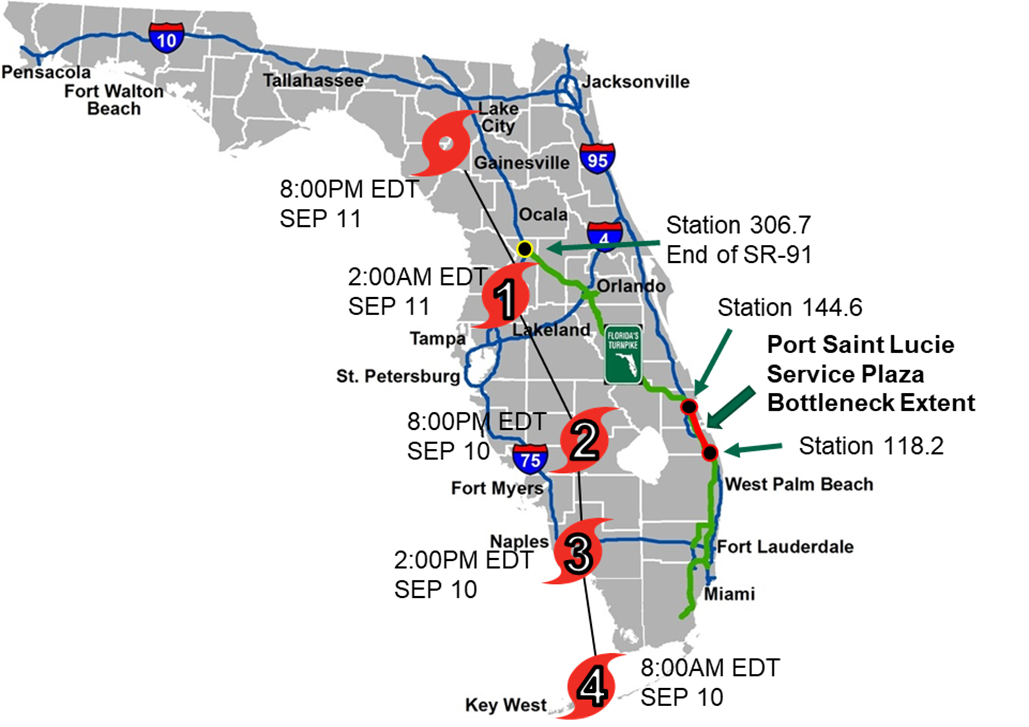 10
Pensacola
Fort Walton
Beach
Tallahassee
Jacksonville
Lake
City
95
Gainesville
8:00PM EDT
SEP 11
Ocala
4
Station 306.7
End of SR-91
2:00AM EDT
SEP 11
1
Orlando
Station 144.6
Tampa
Lakeland
FLORIDA'S
TURNPIKE
Port Saint Lucie
Service Plaza
Bottleneck Extent
St. Petersburg
8:00PM EDT
SEP 10
2
Station 118.2
75
Fort Myers
West Palm Beach
Naples
2:00PM EDT
SEP 10
3
Fort Lauderdale
Miami
4
8:00AM EDT
SEP 10
Key West